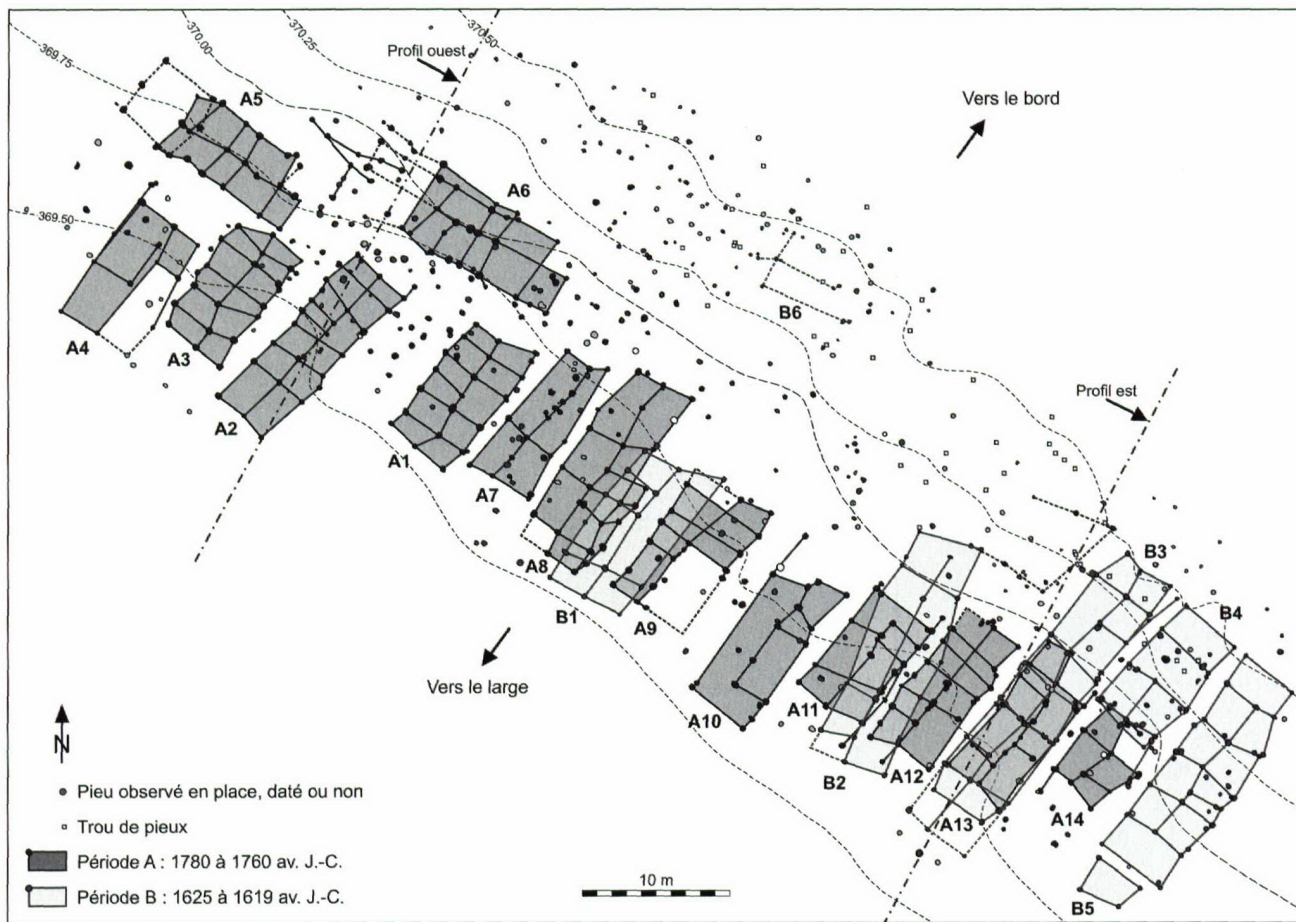 370.50
370.25
370.00
369.75
369.50
Profil ouest
Vers le bord
A5
A6
B6
A4
A3
A2
A1
A7
Profil est
A8
B1
A9
B3
B4
Vers le large
A10
A11
B2
A12
A13
A14
B5
N
Pieu observé en place, daté ou non
Trou de pieux
Période A : 1780 à 1760 av. J.-C.
Période B : 1625 à 1619 av. J.-C.
10 m